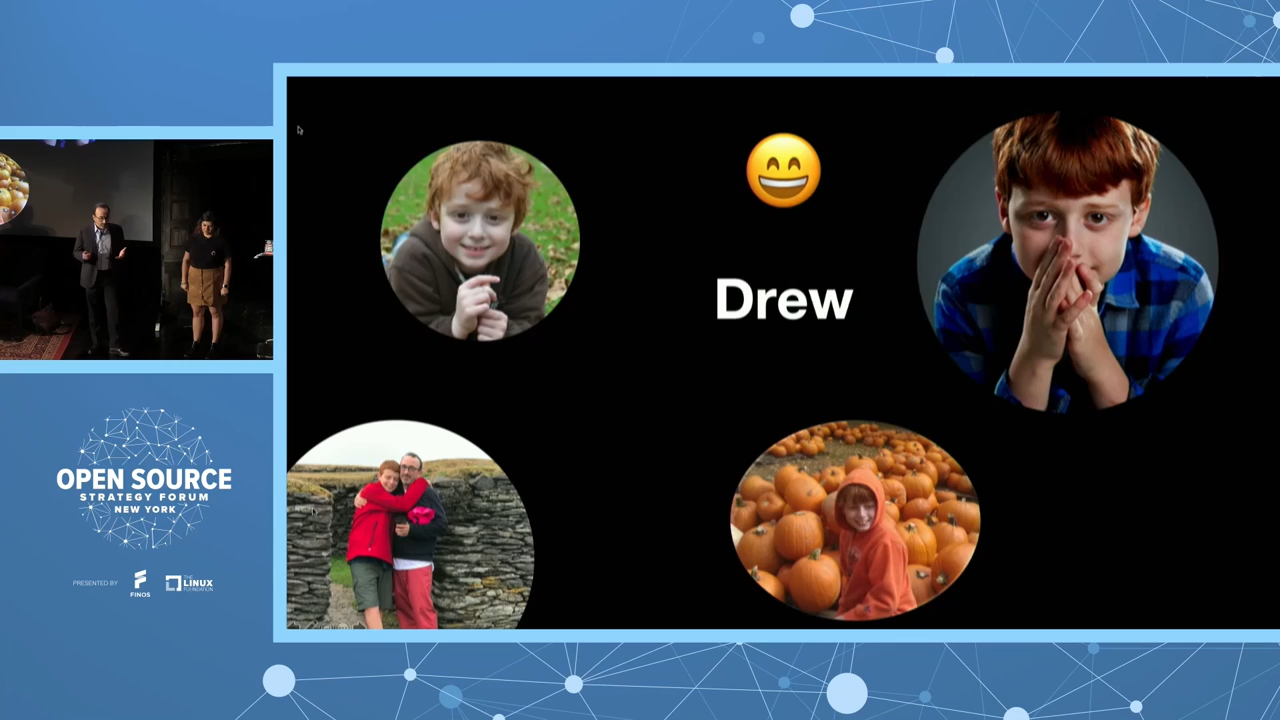 Drew
OPEN SOURCE
STRATEGY FORUM
NEW YORK
PRESENTED BY
FINOS
THE
LINUX
FOUNDATION